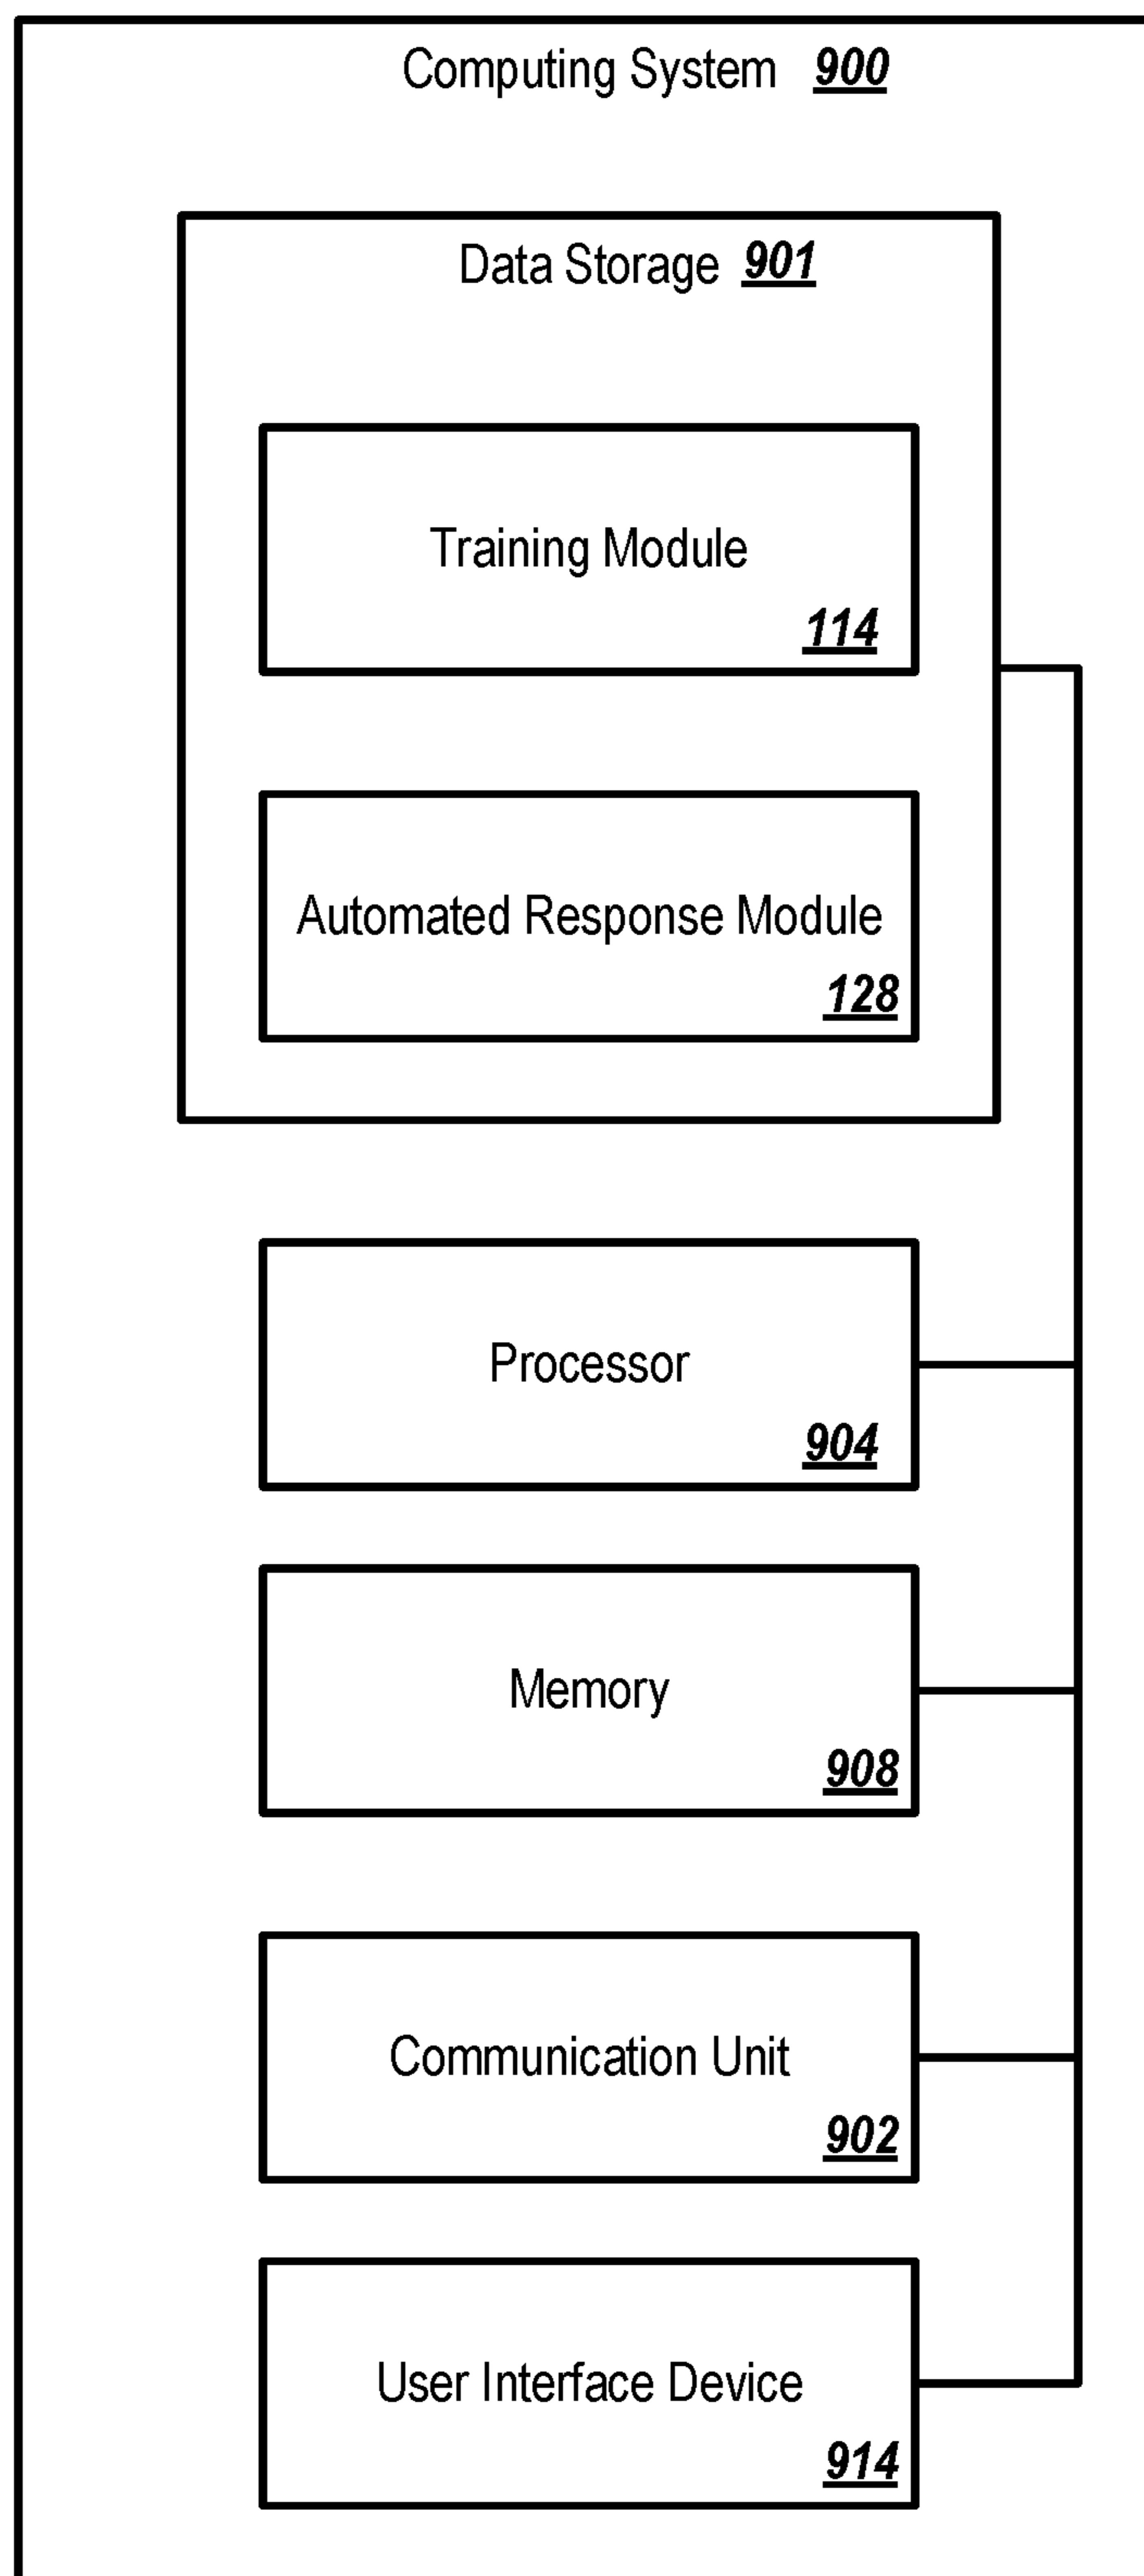 Computing System 900
Data Storage 901
Training Module
114
Automated Response Module
128
Processor
904
Memory
908
Communication Unit
902
User Interface Device
914